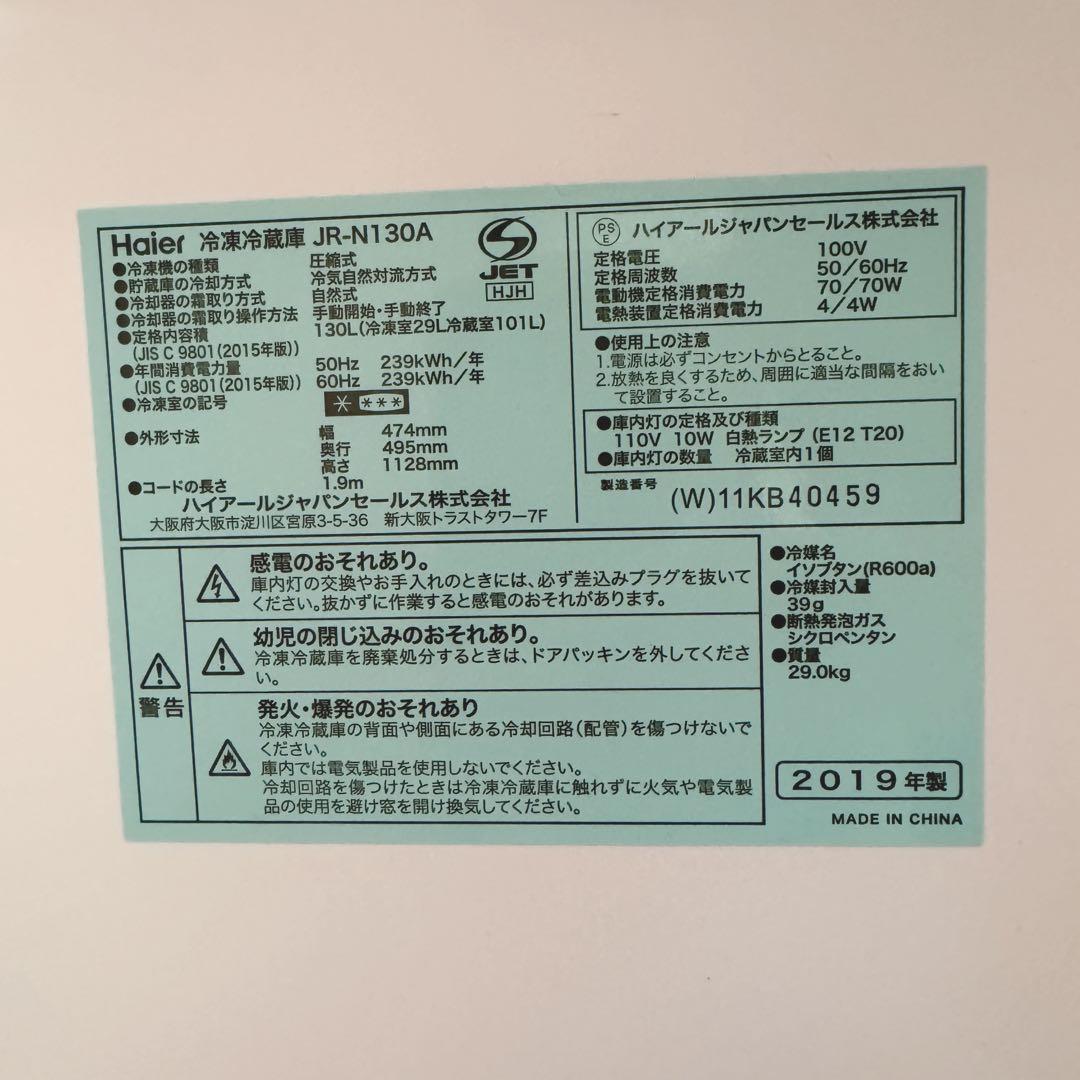 Haier 冷凍冷蔵庫 JR-N130A
●冷凍機の種類 圧縮式
●貯蔵庫の冷却方式 冷気自然対流方式
●冷却器の霜取り方式 自然式
●冷却器の霜取り操作方法 手動開始・手動終了
●定格内容積 130L(冷凍室29L冷蔵室101L)
(JIS C 9801(2015年版))
●年間消費電力量 50Hz 239kWh/年
(JIS C 9801(2015年版)) 60Hz 239kWh/年
●冷凍室の記号 * ***
●外形寸法 幅 474mm
奥行 495mm
高さ 1128mm
●コードの長さ 1.9m
ハイアールジャパンセールス株式会社
大阪府大阪市淀川区宮原3-5-36 新大阪トラストタワー7F
S
JET
HJH
PS
E
ハイアールジャパンセールス株式会社
定格電圧 100V
定格周波数 50/60Hz
電動機定格消費電力 70/70W
電熱装置定格消費電力 4/4W
●使用上の注意
1.電源は必ずコンセントからとること。
2.放熱を良くするため、周囲に適当な間隔をおい
て設置すること。
●庫内灯の定格及び種類
110V 10W 白熱ランプ (E12 T20)
●庫内灯の数量 冷蔵室内1個
製造番号 (W)11KB40459
警告
感電のおそれあり。
庫内灯の交換やお手入れのときには、必ず差込みプラグを抜いて
ください。抜かずに作業すると感電のおそれがあります。
幼児の閉じ込みのおそれあり。
冷凍冷蔵庫を廃棄処分するときは、ドアパッキンを外してくださ
い。
発火・爆発のおそれあり
冷凍冷蔵庫の背面や側面にある冷却回路(配管)を傷つけないで
ください。
庫内では電気製品を使用しないでください。
冷却回路を傷つけたときは冷凍冷蔵庫に触れずに火気や電気製
品の使用を避け窓を開け換気してください。
●冷媒名
イソブタン(R600a)
●冷媒封入量
39g
●断熱発泡ガス
シクロペンタン
●質量
29.0kg
2019年製
MADE IN CHINA